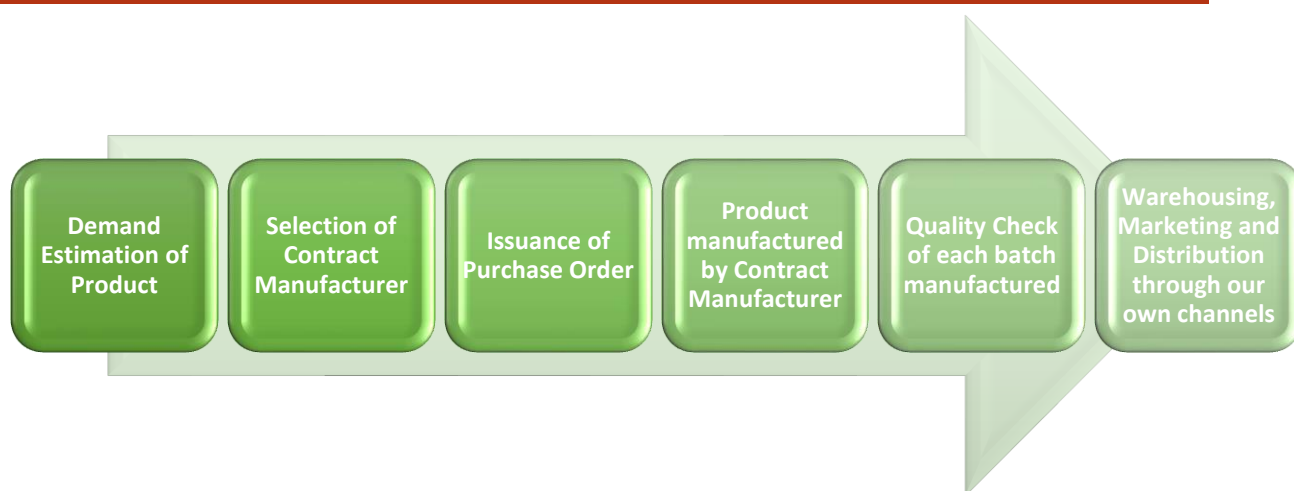 Demand
Estimation of
Product
Selection of
Contract
Manufacturer
Issuance of
Purchase Order
Product
manufactured
by Contract
Manufacturer
Quality Check
of each batch
manufactured
Warehousing,
Marketing and
Distribution
through our
own channels